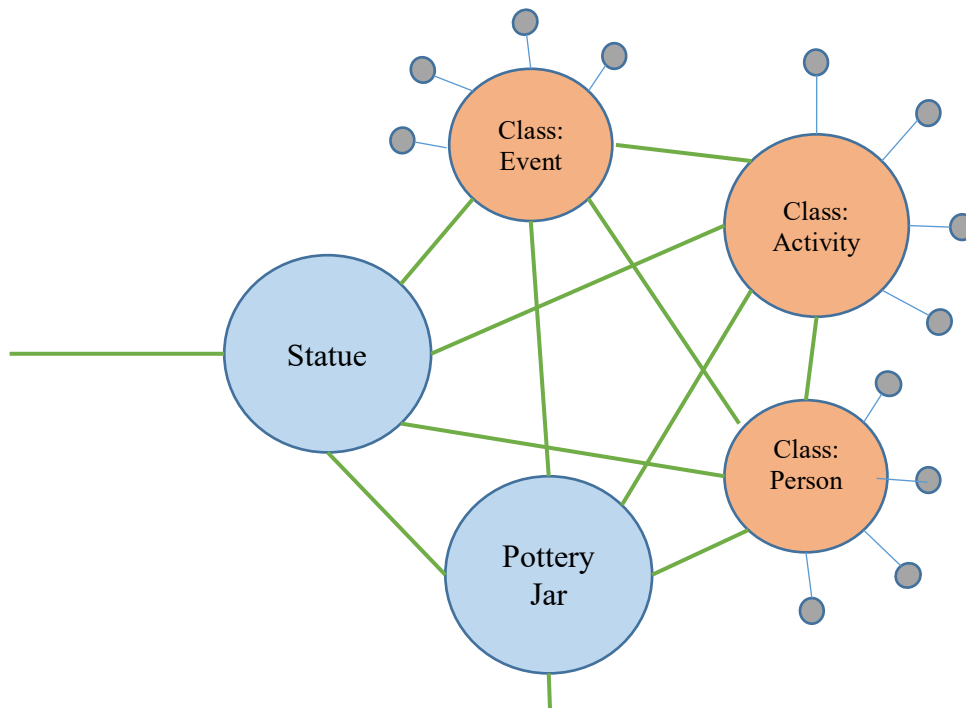 Class:
Event
Class:
Activity
Statue
Class:
Person
Pottery
Jar